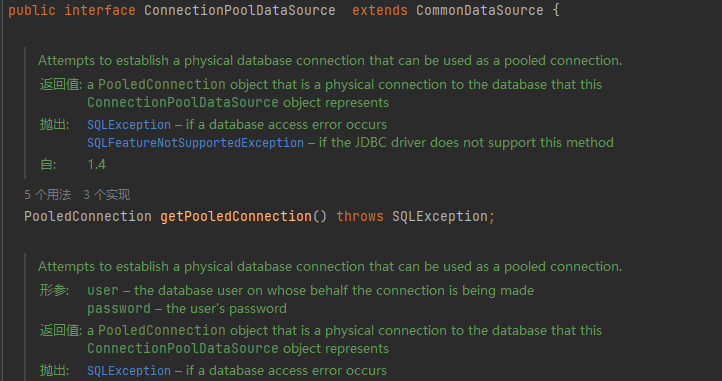 public interface ConnectionPoolDataSource  extends CommonDataSource {
Attempts to establish a physical database connection that can be used as a pooled connection.
返回值: a PooledConnection object that is a physical connection to the database that this
ConnectionPoolDataSource object represents
抛出: SQLException – if a database access error occurs
SQLFeatureNotSupportedException – if the JDBC driver does not support this method
自: 1.4
5 个用法 3 个实现
PooledConnection getPooledConnection() throws SQLException;
Attempts to establish a physical database connection that can be used as a pooled connection.
形参: user – the database user on whose behalf the connection is being made
password – the user's password
返回值: a PooledConnection object that is a physical connection to the database that this
ConnectionPoolDataSource object represents
抛出: SQLException – if a database access error occurs